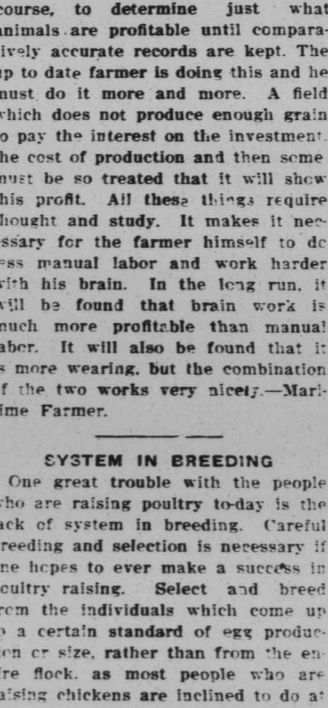 course, to determine just what
animals are profitable until compara-
ively accurate records are kept. The
up to date farmer is doing this and he
must do it more and more. A field
which does not produce enough grain
o pay the interest on the investment.
he cost of production and then some
must be so treated that it will show
his profit. All these things require
hought and study. It makes it nec-
ssary for the farmer himself to do
ess manual labor and work harder
with his brain. In the long run, it
will be found that brain work is
much more profitable than manual
abor. It will also be found that it
s more wearing, but the combination
f the two works very nicely.—Mari-
ime Farmer.
SYSTEM IN BREEDING
One great trouble with the people
who are raising poultry to-day is the
ack of system in breeding. Careful
reeding and selection is necessary if
ne hopes to ever make a success in
oultry raising. Select and breed
rom the individuals which come up
o a certain standard of egg produc-
ion or size, rather than from the en-
ire flock, as most people who are
aising chickens are inclined to do at